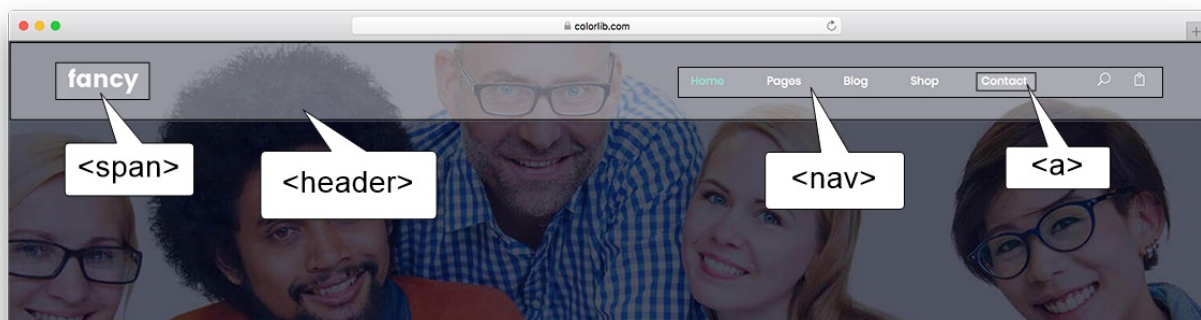 colorlib.com
fancy
Home Pages Blog Shop Contact
<span>
<header>
<nav>
<a>